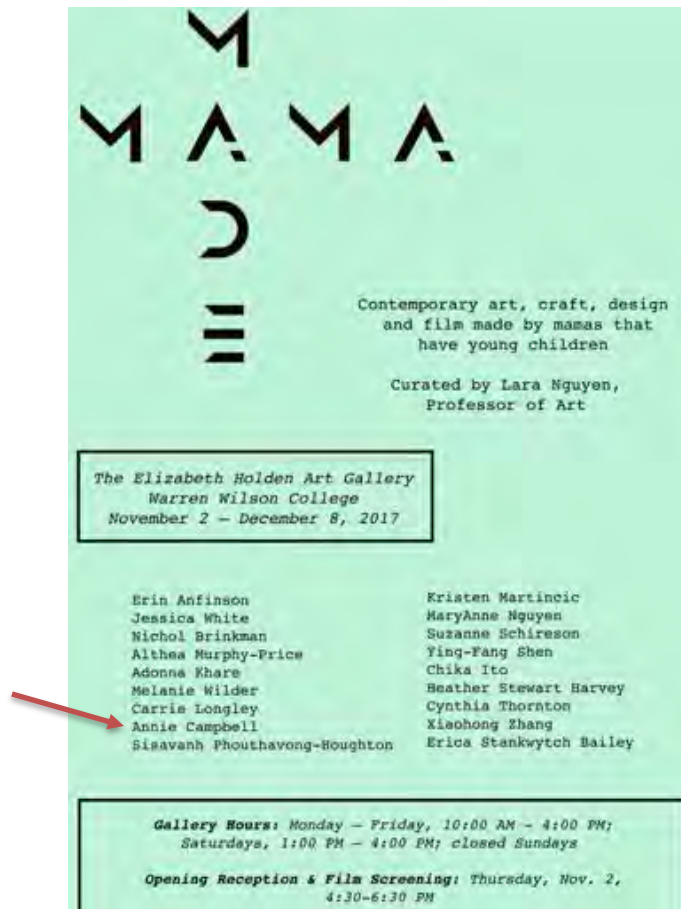 M
MAMA
D
E
Contemporary art, craft, design
and film made by mamas that
have young children
Curated by Lara Nguyen,
Professor of Art
The Elizabeth Holden Art Gallery
Warren Wilson College
November 2 – December 8, 2017
Erin Anfinson
Jessica White
Nichol Brinkman
Althea Murphy-Price
Adonna Khare
Melanie Wilder
Carrie Longley
Annie Campbell
Sisavanh Phouthavong-Houghton
Kristen Martincic
MaryAnne Nguyen
Suzanne Schireson
Ying-Fang Shen
Chika Ito
Heather Stewart Harvey
Cynthia Thornton
Xiaohong Zhang
Erica Stankwytch Bailey
Gallery Hours: Monday – Friday, 10:00 AM – 4:00 PM;
Saturdays, 1:00 PM – 4:00 PM; closed Sundays
Opening Reception & Film Screening: Thursday, Nov. 2,
4:30-6:30 PM